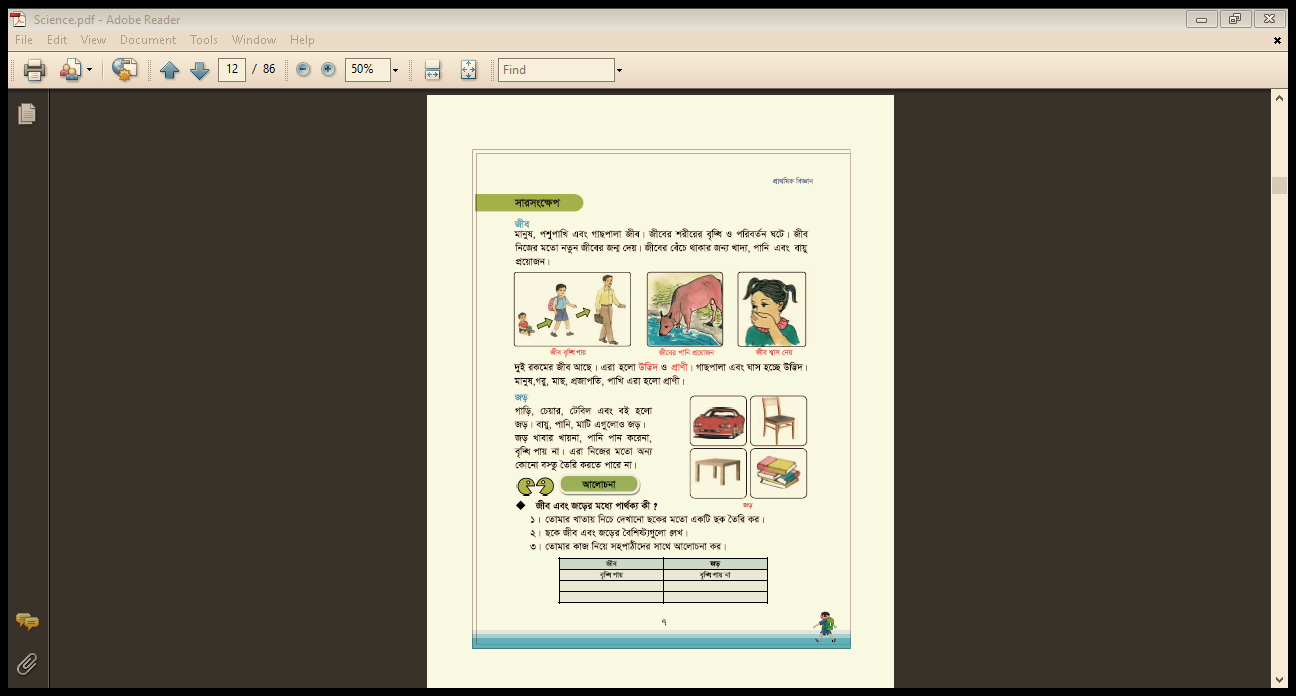 Science.pdf - Adobe Reader
File Edit View Document Tools Window Help
12 / 86 50% Find
প্রাথমিক বিজ্ঞান
সারসংক্ষেপ
জীব
মানুষ, পশুপাখি এবং গাছপালা জীব। জীবের শরীরের বৃদ্ধি ও পরিবর্তন ঘটে। জীব
নিজের মতো নতুন জীবের জন্ম দেয়। জীবের বেঁচে থাকার জন্য খাদ্য, পানি এবং বায়ু
প্রয়োজন।
জীব বৃদ্ধি পায়
জীবের পানি প্রয়োজন
জীব শ্বাস নেয়
দুই রকমের জীব আছে। এরা হলো উদ্ভিদ ও প্রাণী। গাছপালা এবং ঘাস হচ্ছে উদ্ভিদ।
মানুষ,গরু, মাছ, প্রজাপতি, পাখি এরা হলো প্রাণী।
জড়
গাড়ি, চেয়ার, টেবিল এবং বই হলো
জড়। বায়ু, পানি, মাটি এগুলোও জড়।
জড় খাবার খায়না, পানি পান করেনা,
বৃদ্ধি পায় না। এরা নিজের মতো অন্য
কোনো বস্তু তৈরি করতে পারে না।
জড়
আলোচনা
জীব এবং জড়ের মধ্যে পার্থক্য কী ?
১। তোমার খাতায় নিচে দেখানো ছকের মতো একটি ছক তৈরি কর।
২। ছকে জীব এবং জড়ের বৈশিষ্ট্যগুলো লেখ।
৩। তোমার কাজ নিয়ে সহপাঠীদের সাথে আলোচনা কর।
জীব জড়
বৃদ্ধি পায় বৃদ্ধি পায় না
৭